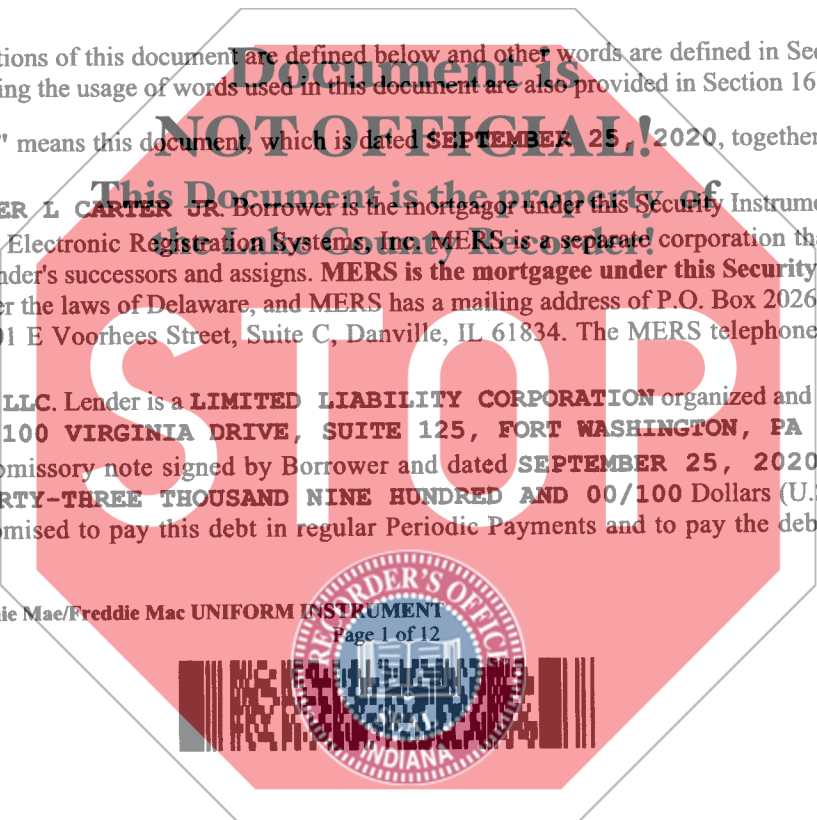 Document is
NOT OFFICIAL!
This Document is the property of
the Lake County Recorder!
STOP
tions of this document are defined below and other words are defined in Sec
ing the usage of words used in this document are also provided in Section 16
" means this document, which is dated SEPTEMBER 25, 2020, together
ER L CARTER JR. Borrower is the mortgagor under this Security Instrume
Electronic Registration Systems, Inc. MERS is a separate corporation tha
nder's successors and assigns. MERS is the mortgagee under this Security
er the laws of Delaware, and MERS has a mailing address of P.O. Box 2026
01 E Voorhees Street, Suite C, Danville, IL 61834. The MERS telephone
LLC. Lender is a LIMITED LIABILITY CORPORATION organized and
100 VIRGINIA DRIVE, SUITE 125, FORT WASHINGTON, PA
omissory note signed by Borrower and dated SEPTEMBER 25, 2020
RTY-THREE THOUSAND NINE HUNDRED AND 00/100 Dollars (U.S
omised to pay this debt in regular Periodic Payments and to pay the deb
ie Mae/Freddie Mac UNIFORM INSTRUMENT
Page 1 of 12
RECORDER'S OFFICE
SEAL
INDIANA